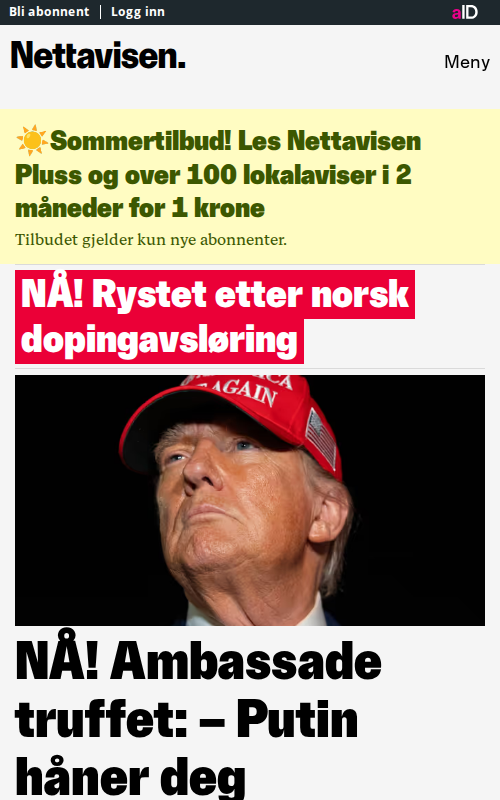 Bli abonnent
Logg inn
aID
Nettavisen.
Meny
☀️Sommertilbud! Les Nettavisen
Pluss og over 100 lokalaviser i 2
måneder for 1 krone
Tilbudet gjelder kun nye abonnenter.
NÅ! Rystet etter norsk
dopingavsløring
AMERICA
AGAIN
NÅ! Ambassade
truffet: – Putin
håner deg